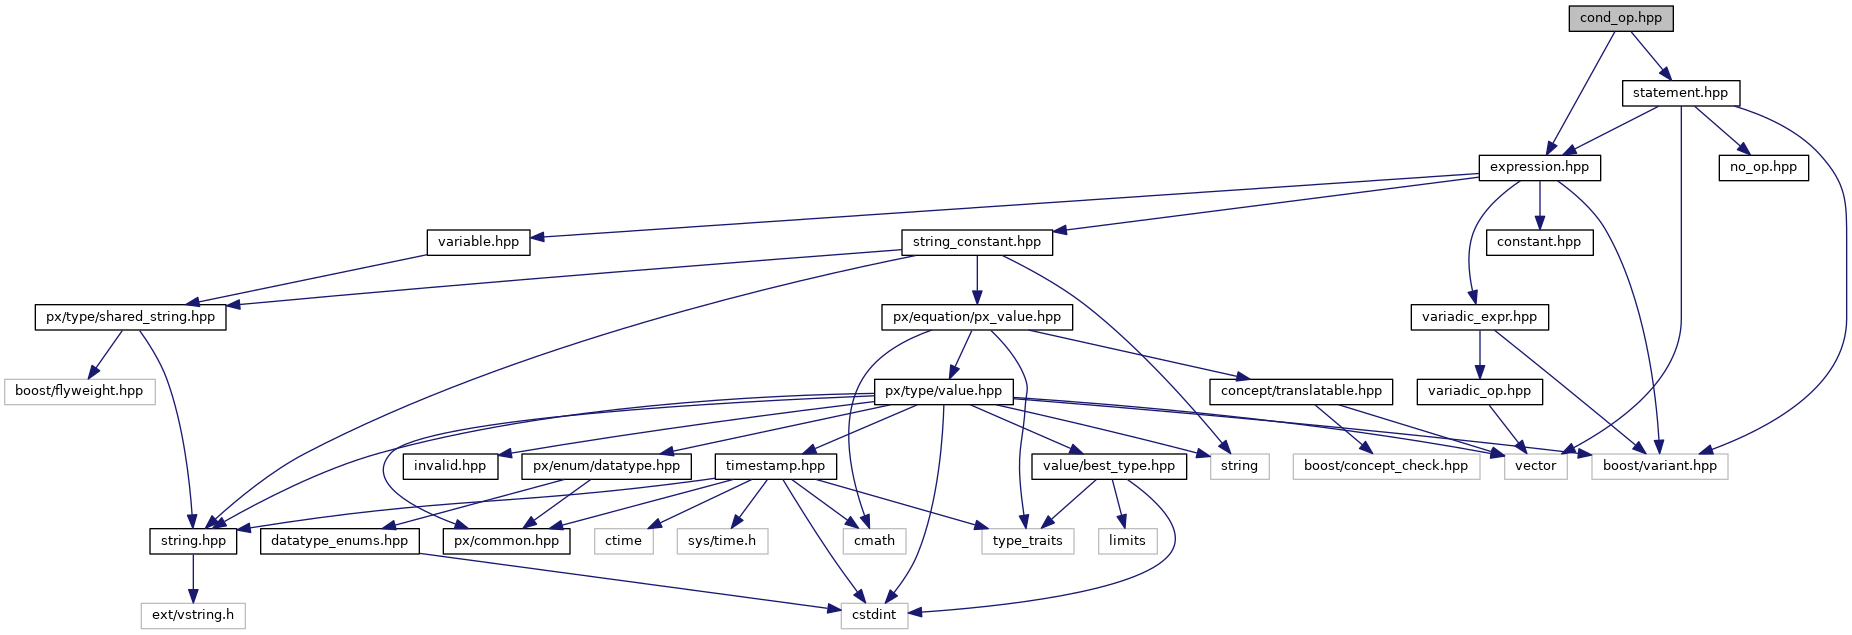 cond_op.hpp
statement.hpp
expression.hpp
no_op.hpp
variable.hpp
string_constant.hpp
constant.hpp
px/type/shared_string.hpp
px/equation/px_value.hpp
variadic_expr.hpp
boost/flyweight.hpp
px/type/value.hpp
concept/translatable.hpp
variadic_op.hpp
invalid.hpp
px/enum/datatype.hpp
timestamp.hpp
value/best_type.hpp
string
boost/concept_check.hpp
vector
boost/variant.hpp
string.hpp
datatype_enums.hpp
px/common.hpp
ctime
sys/time.h
cmath
type_traits
limits
ext/vstring.h
cstdint